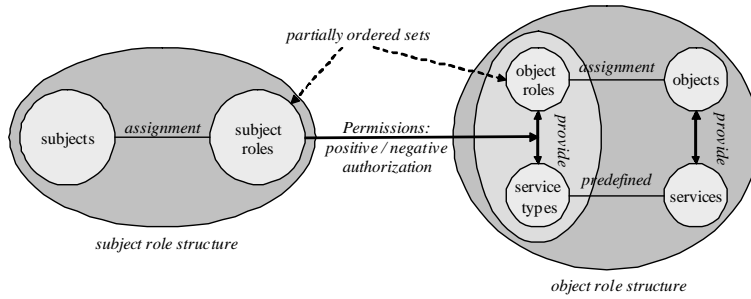 partially ordered sets
subjects
assignment
subject
roles
Permissions:
positive / negative
authorization
object
roles
assignment
objects
provide
provide
service
types
predefined
services
subject role structure
object role structure